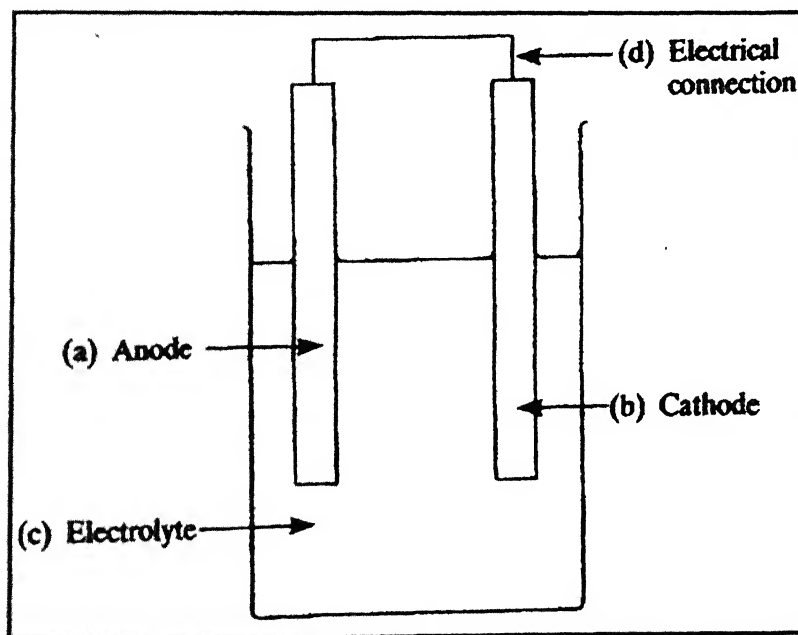 (d) Electrical
connection
(a) Anode
(b) Cathode
(c) Electrolyte